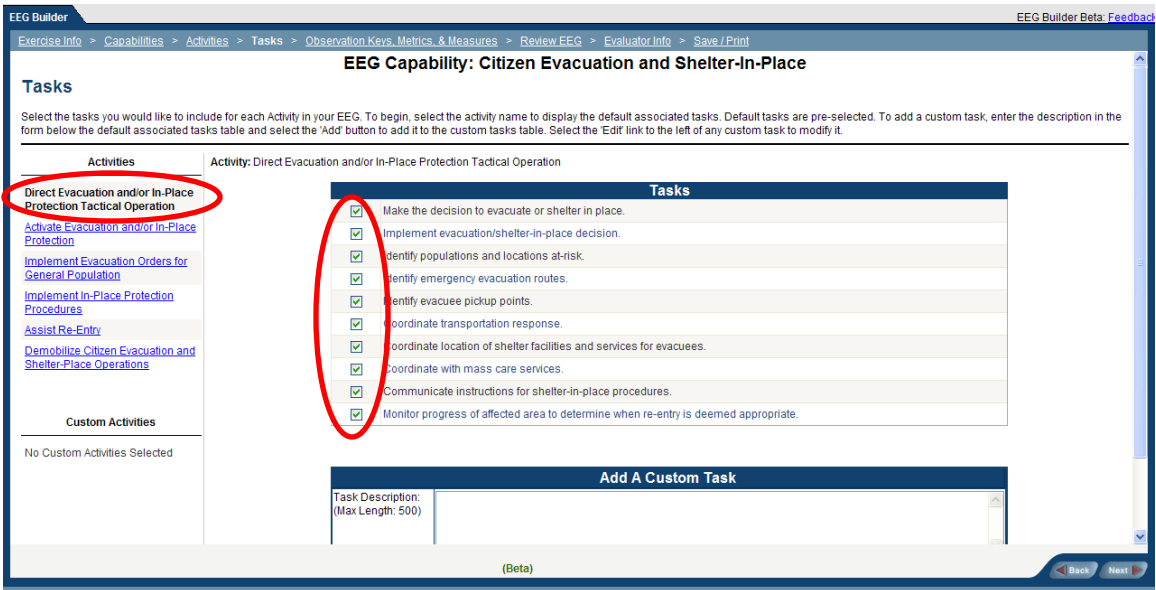 EEG Builder
EEG Builder Beta: Feedback
Exercise Info > Capabilities > Activities > Tasks > Observation Keys, Metrics, & Measures > Review EEG > Evaluator Info > Save / Print
EEG Capability: Citizen Evacuation and Shelter-In-Place
Tasks
Select the tasks you would like to include for each Activity in your EEG. To begin, select the activity name to display the default associated tasks. Default tasks are pre-selected. To add a custom task, enter the description in the
form below the default associated tasks table and select the 'Add' button to add it to the custom tasks table. Select the 'Edit' link to the left of any custom task to modify it.
Activities
Direct Evacuation and/or In-Place
Protection Tactical Operation
Activate Evacuation and/or In-Place
Protection
Implement Evacuation Orders for
General Population
Implement In-Place Protection
Procedures
Assist Re-Entry
Demobilize Citizen Evacuation and
Shelter-Place Operations
Custom Activities
No Custom Activities Selected
Activity: Direct Evacuation and/or In-Place Protection Tactical Operation
Tasks
Make the decision to evacuate or shelter in place.
Implement evacuation/shelter-in-place decision.
Identify populations and locations at-risk.
Identify emergency evacuation routes.
Identify evacuee pickup points.
Coordinate transportation response.
Coordinate location of shelter facilities and services for evacuees.
Coordinate with mass care services.
Communicate instructions for shelter-in-place procedures.
Monitor progress of affected area to determine when re-entry is deemed appropriate.
Add A Custom Task
Task Description:
(Max Length: 500)
(Beta)
Back
Next